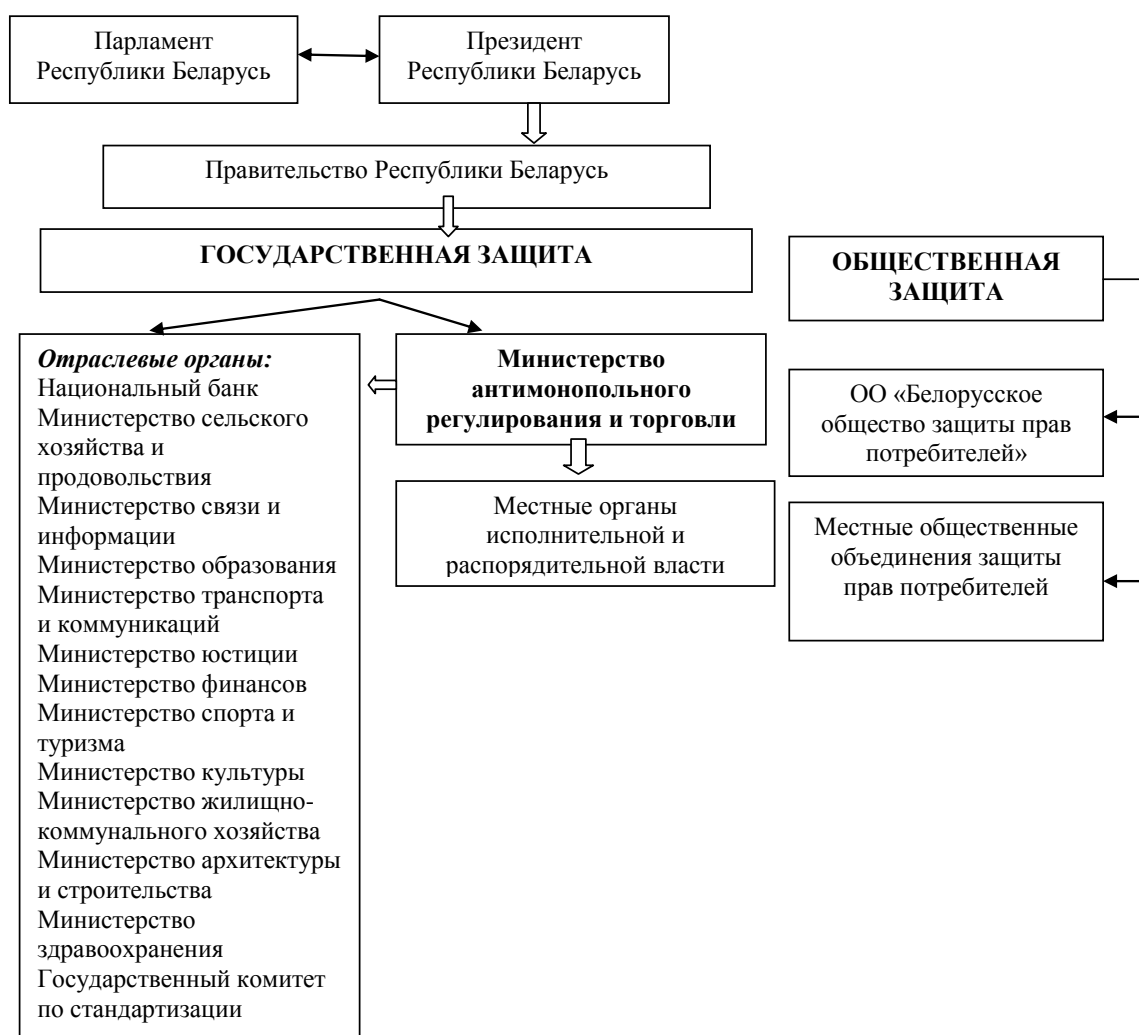 Парламент
Республики Беларусь
Президент
Республики Беларусь
Правительство Республики Беларусь
ГОСУДАРСТВЕННАЯ ЗАЩИТА
ОБЩЕСТВЕННАЯ
ЗАЩИТА
Отраслевые органы:
Национальный банк
Министерство сельского
хозяйства и
продовольствия
Министерство связи и
информации
Министерство образования
Министерство транспорта
и коммуникаций
Министерство юстиции
Министерство финансов
Министерство спорта и
туризма
Министерство культуры
Министерство жилищно-
коммунального хозяйства
Министерство архитектуры
и строительства
Министерство
здравоохранения
Государственный комитет
по стандартизации
Министерство
антимонопольного
регулирования и торговли
Местные органы
исполнительной и
распорядительной власти
ОО «Белорусское
общество защиты прав
потребителей»
Местные общественные
объединения защиты
прав потребителей